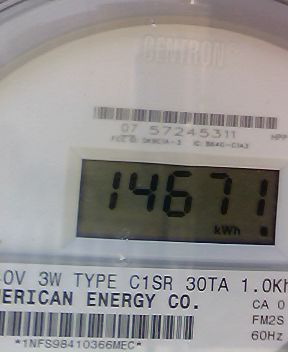 CENTRON
07 57245311
14671
kWh
0V 3W TYPE C1SR 30TA 1.0Kh
MERICAN ENERGY CO.
CA 0
FM2S
60Hz
*1NFS98410366MEC*